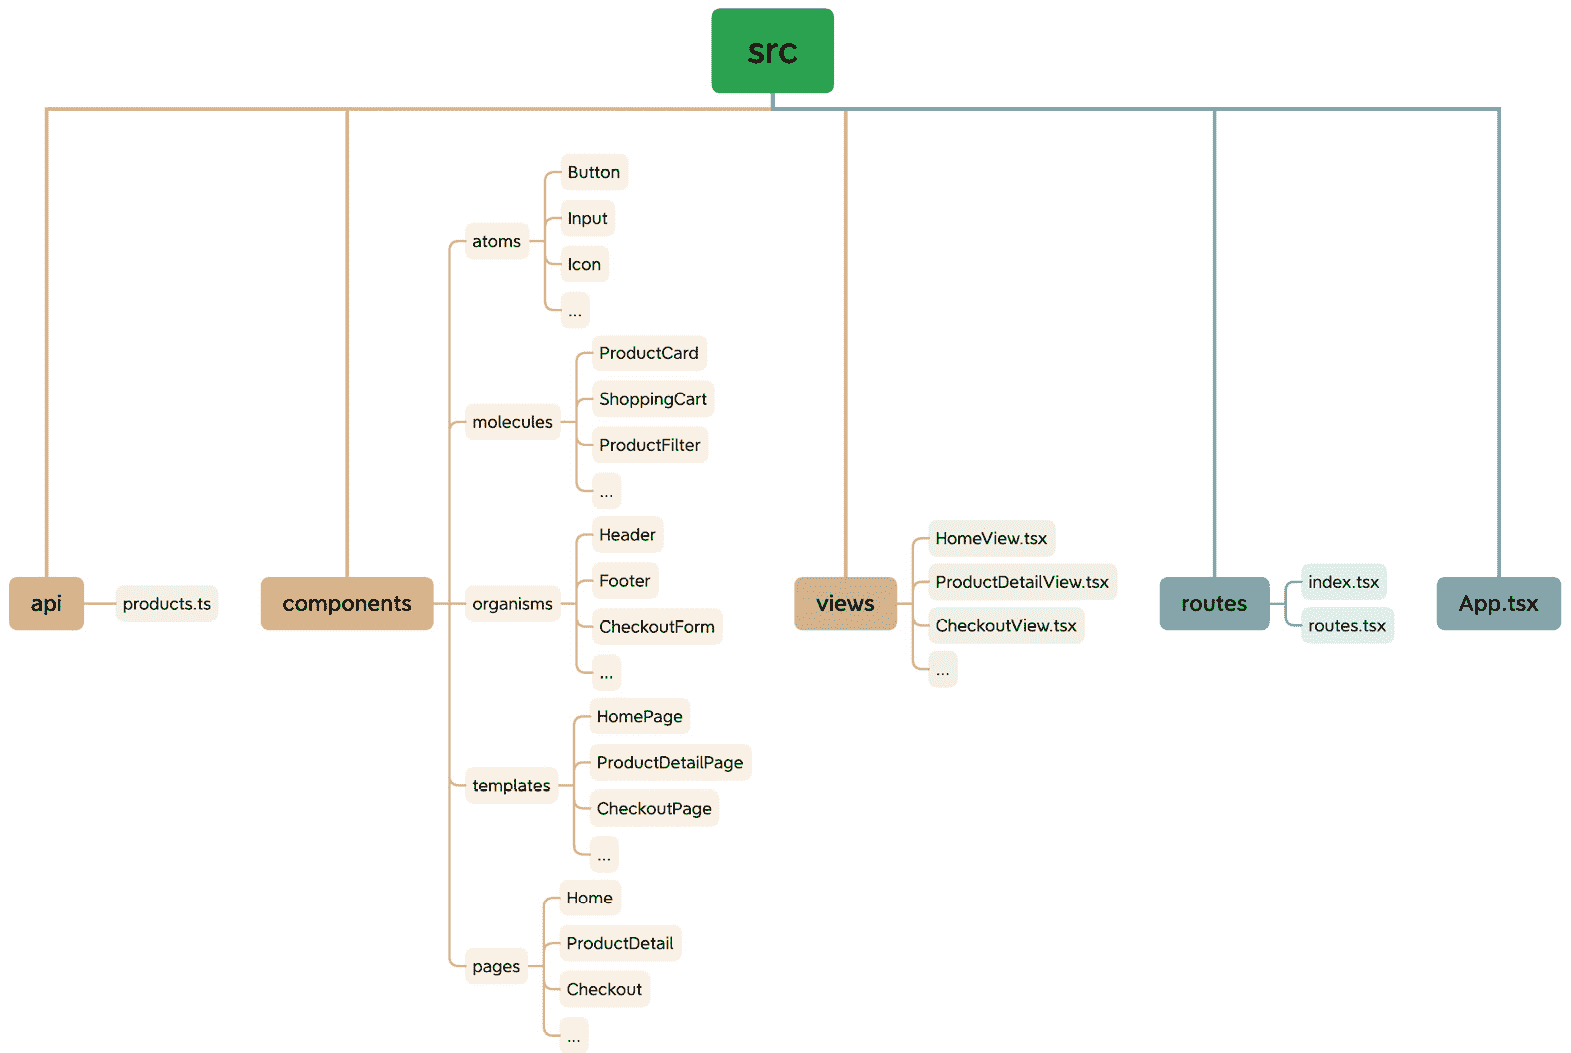 src
api
products.ts
components
atoms
Button
Input
Icon
...
molecules
ProductCard
ShoppingCart
ProductFilter
...
organisms
Header
Footer
CheckoutForm
...
templates
HomePage
ProductDetailPage
CheckoutPage
...
pages
Home
ProductDetail
Checkout
...
views
HomeView.tsx
ProductDetailView.tsx
CheckoutView.tsx
...
routes
index.tsx
routes.tsx
App.tsx